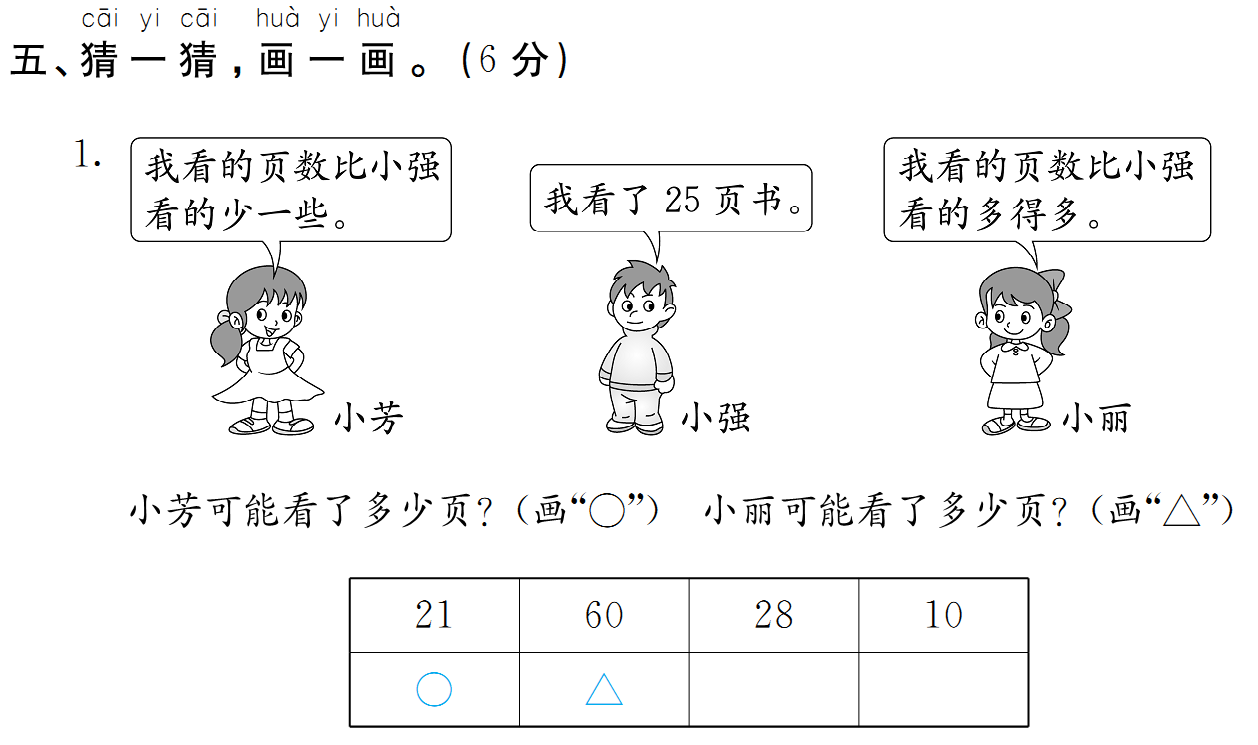 cāi yi cāi huà yi huà
五、猜一猜,画一画。(6 分)
1.
我看的页数比小强
看的少一些。
我看了 25 页书。
我看的页数比小强
看的多得多。
小芳
小强
小丽
小芳可能看了多少页?(画“○”) 小丽可能看了多少页?(画“△”)
21 60 28 10
○ △